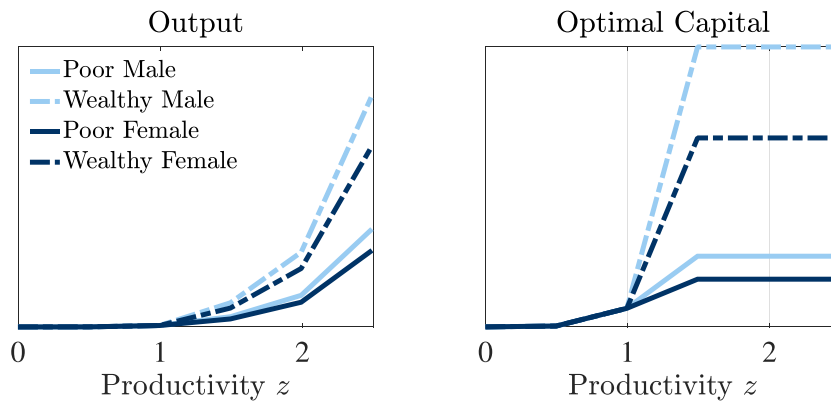 Output
Poor Male
Wealthy Male
Poor Female
Wealthy Female
0 1 2
Productivity z
Optimal Capital
0 1 2
Productivity z